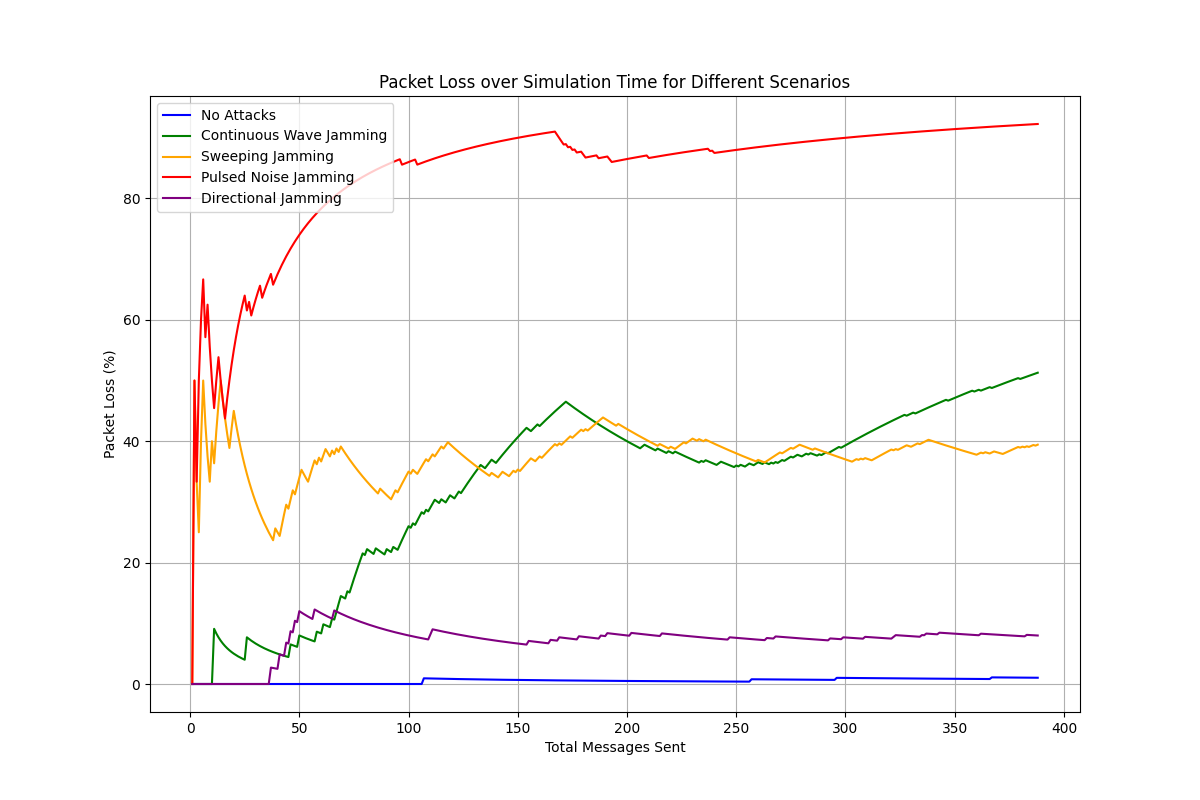 Packet Loss over Simulation Time for Different Scenarios
No Attacks
Continuous Wave Jamming
Sweeping Jamming
Pulsed Noise Jamming
Directional Jamming
Packet Loss (%)
80
60
40
20
0
0 50 100 150 200 250 300 350 400
Total Messages Sent